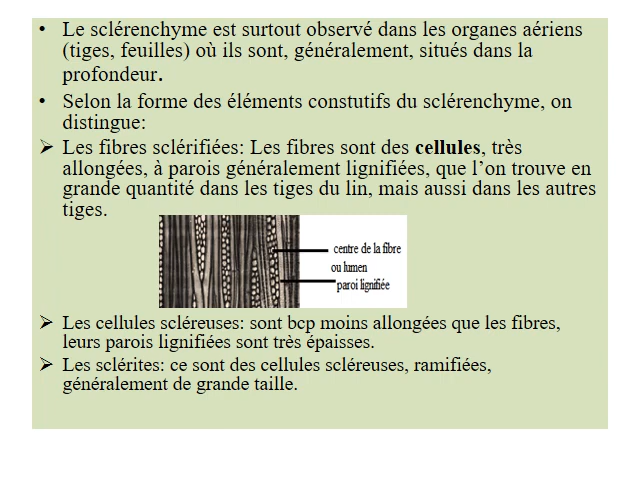 • Le sclérenchyme est surtout observé dans les organes aériens
(tiges, feuilles) où ils sont, généralement, situés dans la
profondeur.
• Selon la forme des éléments constutifs du sclérenchyme, on
distingue:
➢ Les fibres sclérifiées: Les fibres sont des cellules, très
allongées, à parois généralement lignifiées, que l’on trouve en
grande quantité dans les tiges du lin, mais aussi dans les autres
tiges.
centre de la fibre
ou lumen
paroi lignifiée
➢ Les cellules scléreuses: sont bcp moins allongées que les fibres,
leurs parois lignifiées sont très épaisses.
➢ Les sclérites: ce sont des cellules scléreuses, ramifiées,
généralement de grande taille.